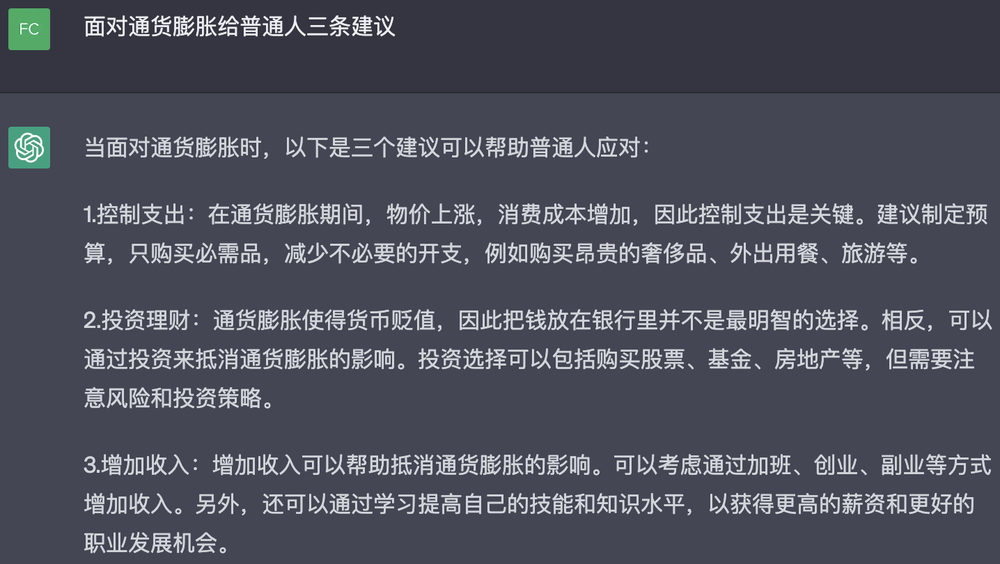 FC
面对通货膨胀给普通人三条建议
当面对通货膨胀时，以下是三个建议可以帮助普通人应对：
1.控制支出：在通货膨胀期间，物价上涨，消费成本增加，因此控制支出是关键。建议制定预
算，只购买必需品，减少不必要的开支，例如购买昂贵的奢侈品、外出用餐、旅游等。
2.投资理财：通货膨胀使得货币贬值，因此把钱放在银行里并不是最明智的选择。相反，可以
通过投资来抵消通货膨胀的影响。投资选择可以包括购买股票、基金、房地产等，但需要注
意风险和投资策略。
3.增加收入：增加收入可以帮助抵消通货膨胀的影响。可以考虑通过加班、创业、副业等方式
增加收入。另外，还可以通过学习提高自己的技能和知识水平，以获得更高的薪资和更好的
职业发展机会。